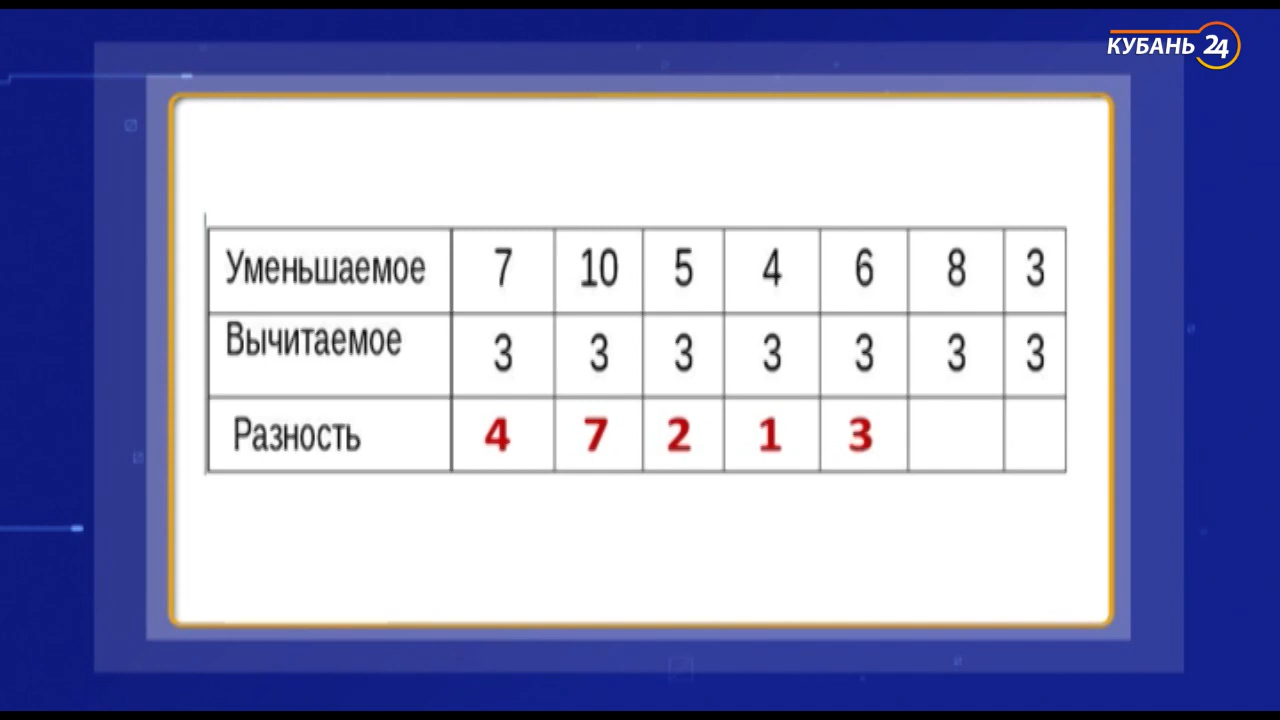 КУБАНЬ 24
Уменьшаемое 7 10 5 4 6 8 3
Вычитаемое 3 3 3 3 3 3 3
Разность 4 7 2 1 3